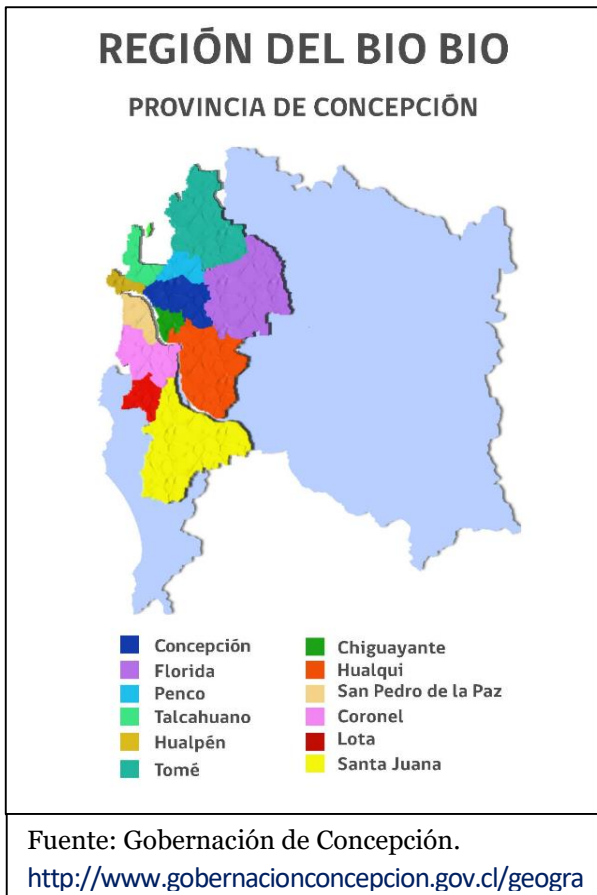 REGIÓN DEL BIO BIO
PROVINCIA DE CONCEPCIÓN
Concepción
Florida
Penco
Talcahuano
Hualpén
Tomé
Chiguayante
Hualqui
San Pedro de la Paz
Coronel
Lota
Santa Juana
Fuente: Gobernación de Concepción.
http://www.gobernacionconcepcion.gov.cl/geogra